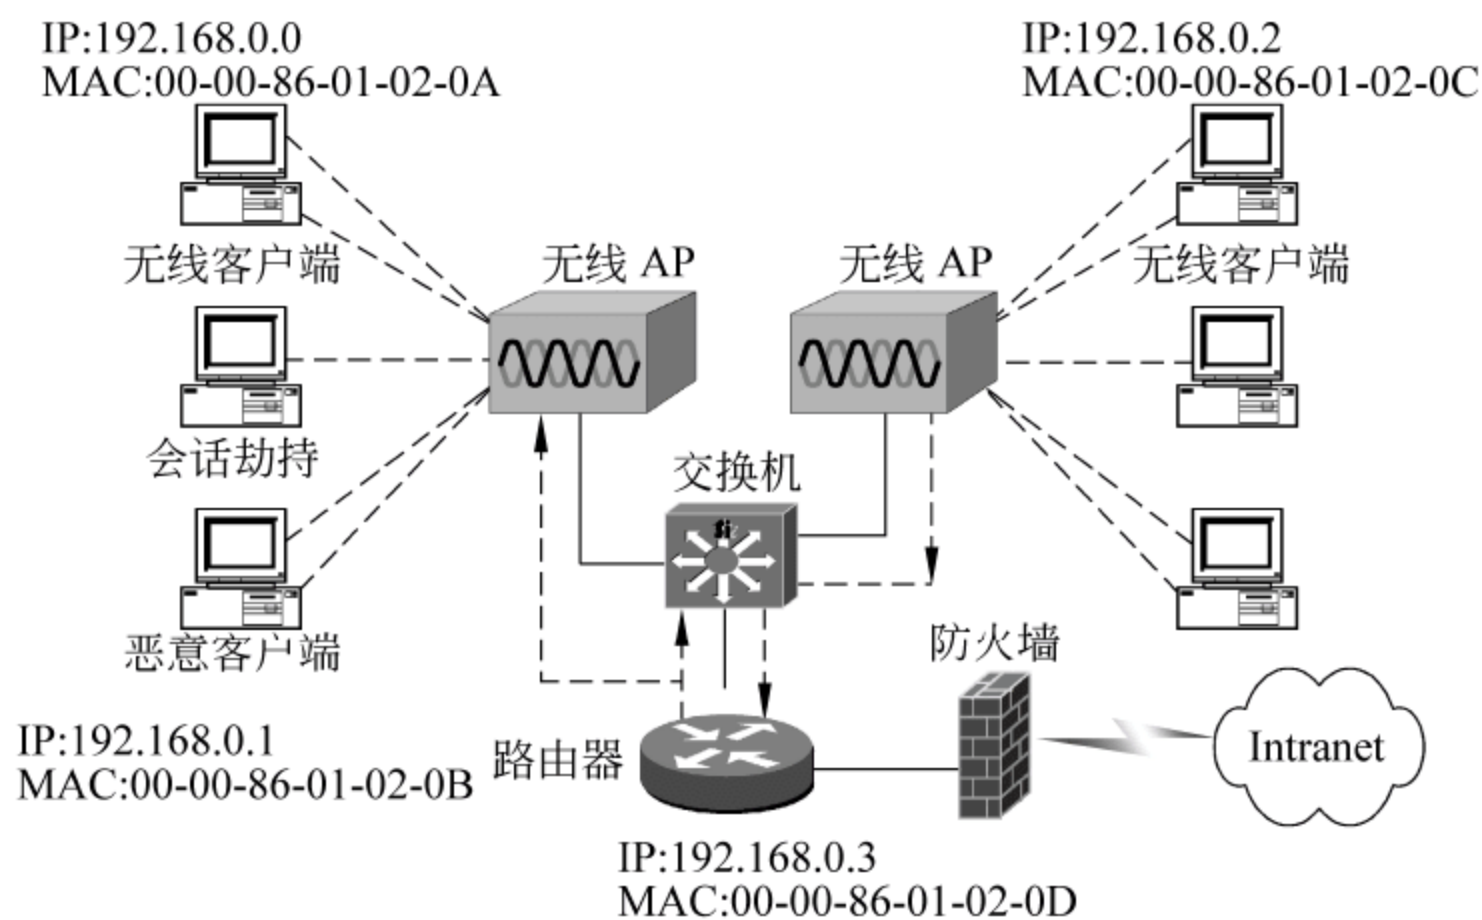 IP:192.168.0.0
MAC:00-00-86-01-02-0A
IP:192.168.0.2
MAC:00-00-86-01-02-0C
无线客户端
无线 AP
无线 AP
无线客户端
会话劫持
交换机
恶意客户端
防火墙
IP:192.168.0.1
MAC:00-00-86-01-02-0B
路由器
Intranet
IP:192.168.0.3
MAC:00-00-86-01-02-0D